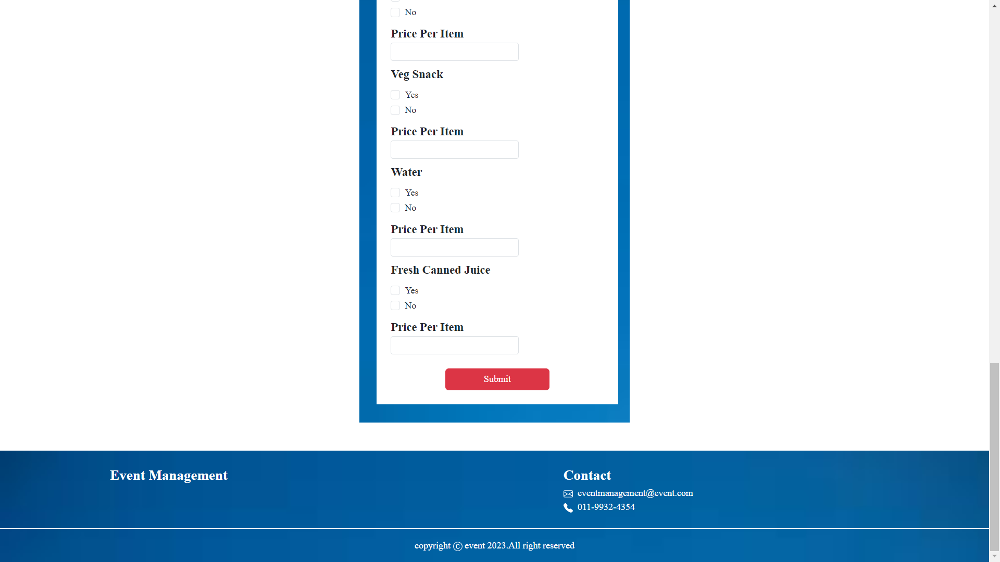 No
Price Per Item
Veg Snack
Yes
No
Price Per Item
Water
Yes
No
Price Per Item
Fresh Canned Juice
Yes
No
Price Per Item
Submit
Event Management
Contact
eventmanagement@event.com
011-9932-4354
copyright © event 2023.All right reserved